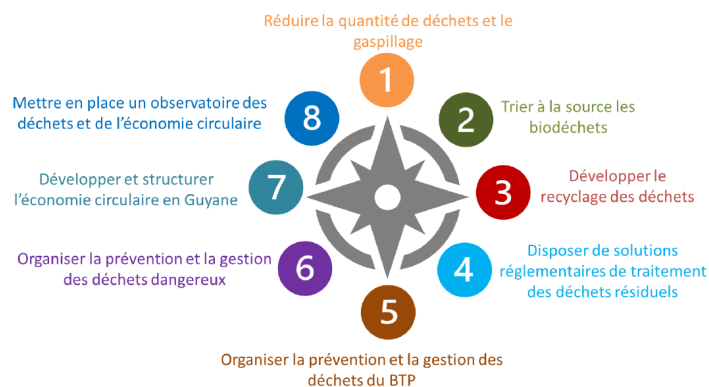 Réduire la quantité de déchets et le
gaspillage
1
Trier à la source les
biodéchets
2
Développer le
recyclage des déchets
3
Disposer de solutions
réglementaires de traitement
des déchets résiduels
4
Organiser la prévention et la gestion des
déchets du BTP
5
Organiser la prévention et la gestion
des déchets dangereux
6
Développer et structurer
l'économie circulaire en Guyane
7
Mettre en place un observatoire des
déchets et de l'économie circulaire
8